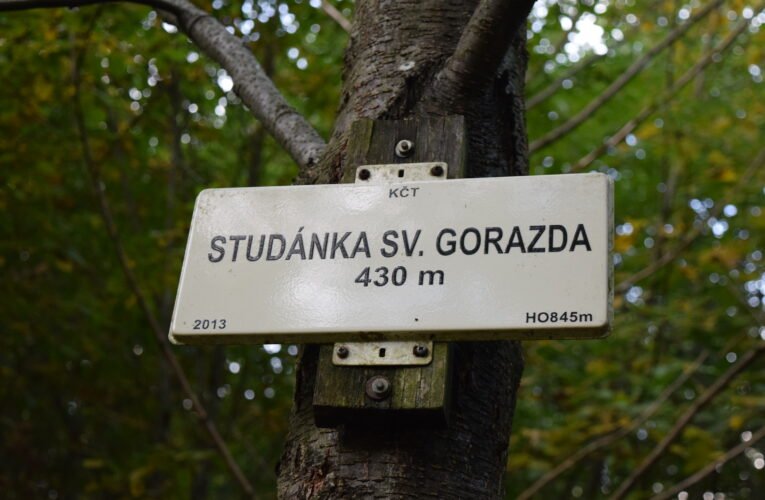 KČT
STUDÁNKA SV. GORAZDA
430 m
2013 HO845m